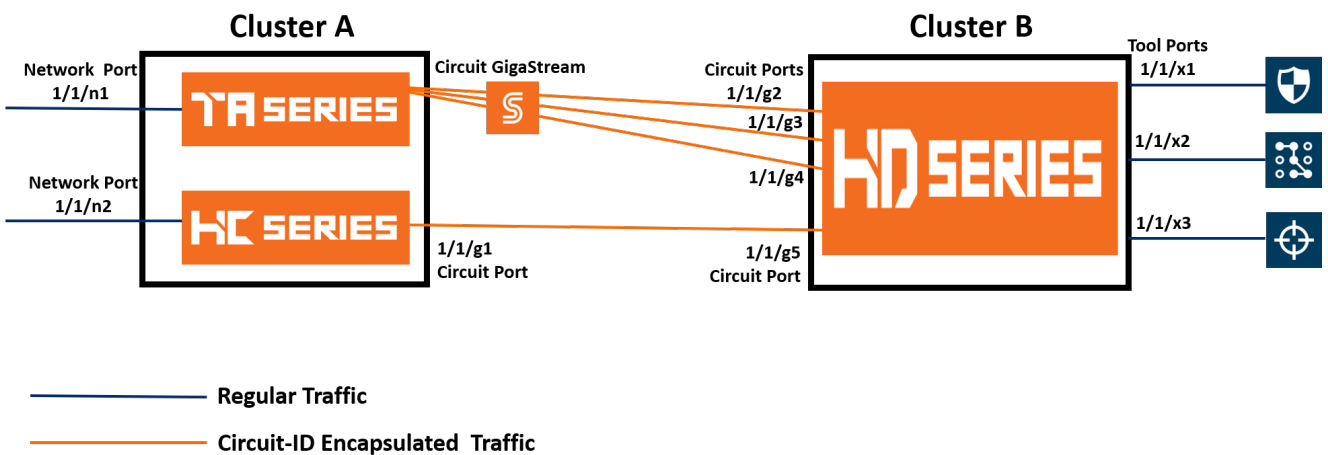 Cluster A
Cluster B
Network Port
1/1/n1
TA SERIES
Circuit GigaStream
S
Circuit Ports
1/1/g2
1/1/g3
1/1/g4
HD SERIES
Tool Ports
1/1/x1
1/1/x2
1/1/x3
Network Port
1/1/n2
HC SERIES
1/1/g1
Circuit Port
1/1/g5
Circuit Port
Regular Traffic
Circuit-ID Encapsulated Traffic